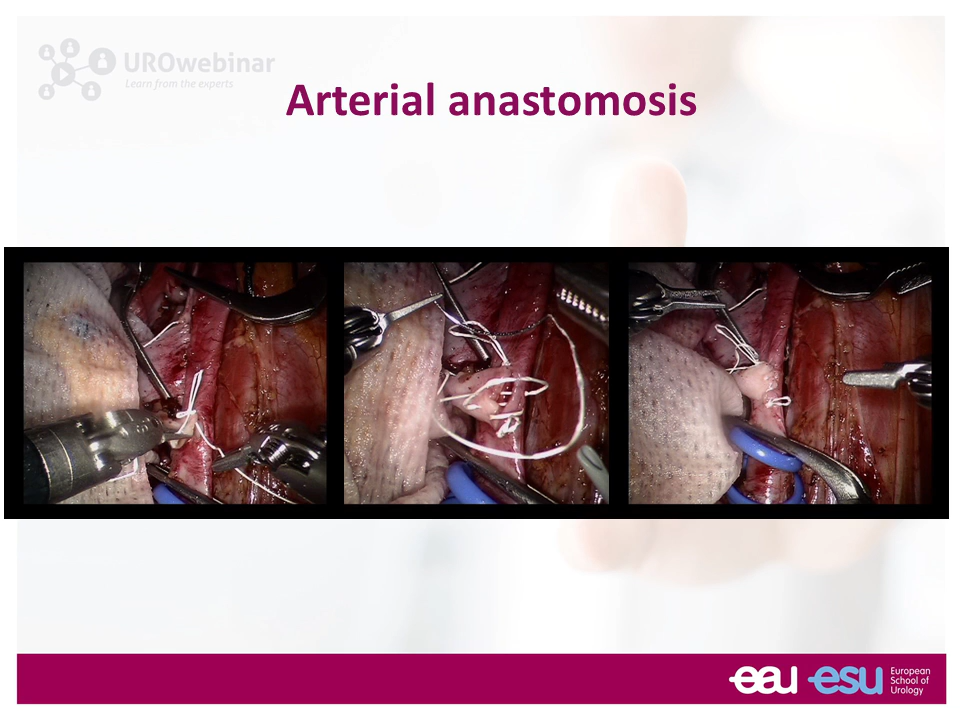 UROwebinar
Learn from the experts
Arterial anastomosis
eau
esu
European
School of
Urology